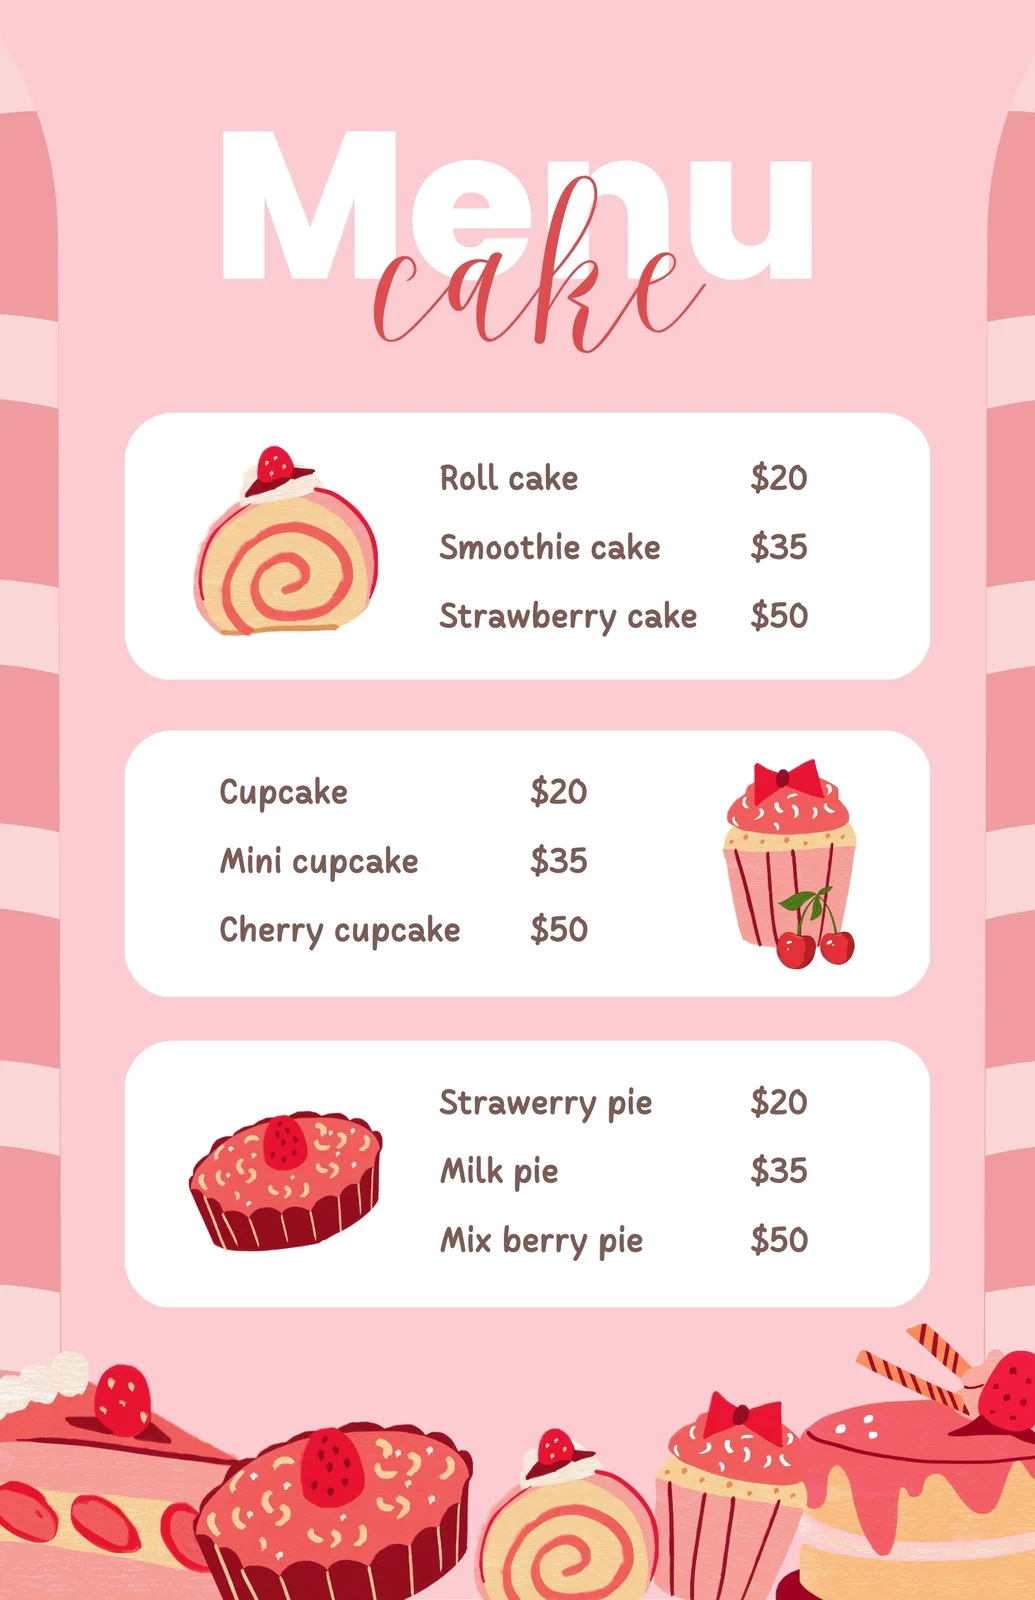 Menu
cake
Roll cake $20
Smoothie cake $35
Strawberry cake $50
Cupcake $20
Mini cupcake $35
Cherry cupcake $50
Strawerry pie $20
Milk pie $35
Mix berry pie $50